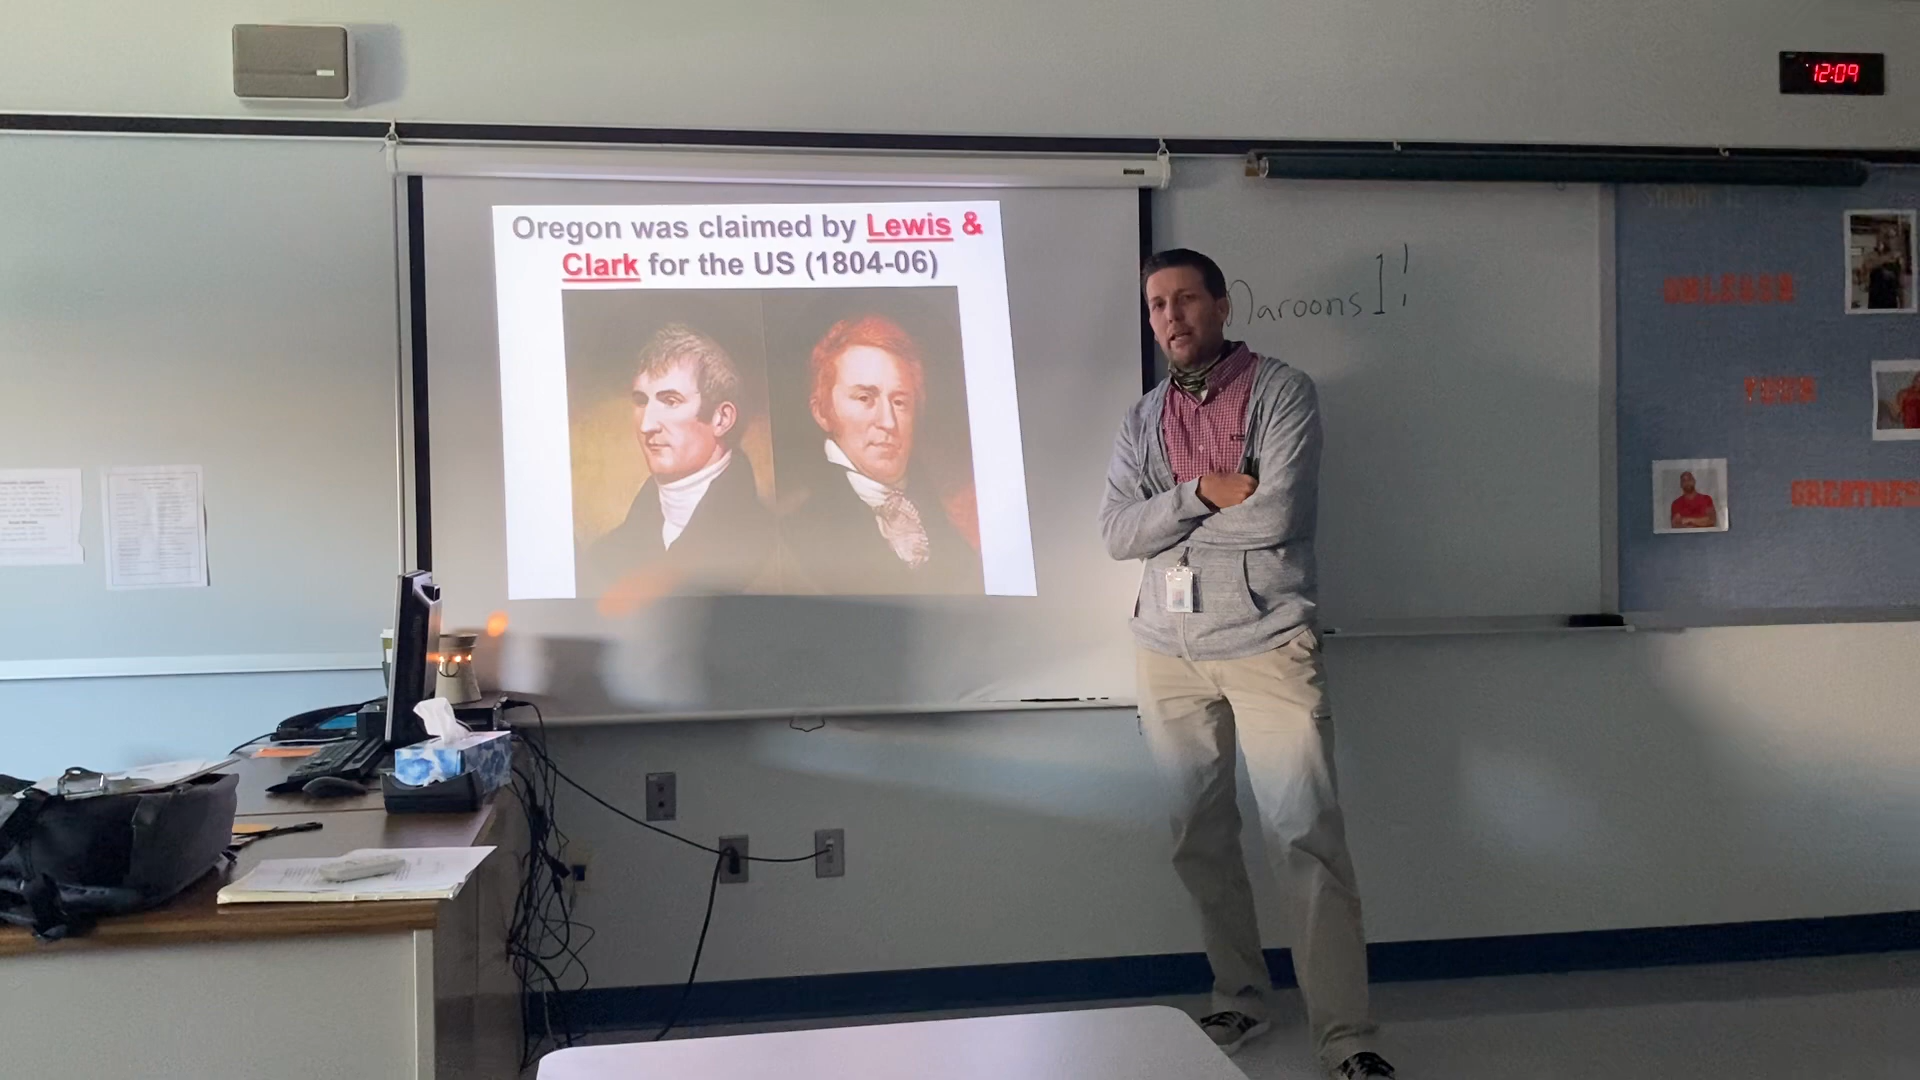 12:09
Oregon was claimed by Lewis &
Clark for the US (1804-06)
Maroons]!
UNLEASH
YOUR
GREATNES